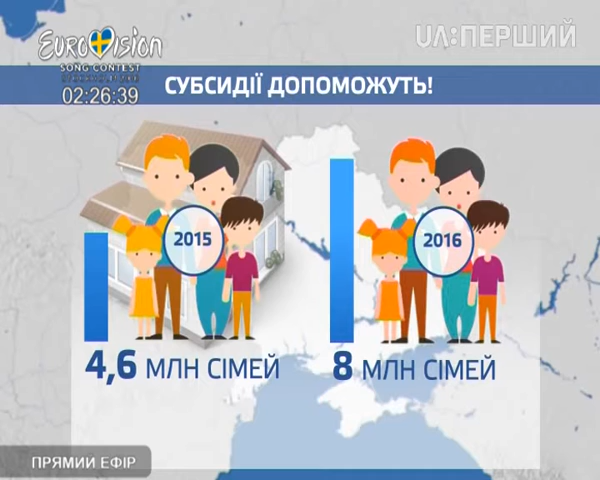 EUROVISION
SONG CONTEST
UA:ПЕРШИЙ
02:26:39
СУБСИДІЇ ДОПОМОЖУТЬ!
2015
2016
4,6 МЛН СІМЕЙ
8 МЛН СІМЕЙ
ПРЯМИЙ ЕФІР